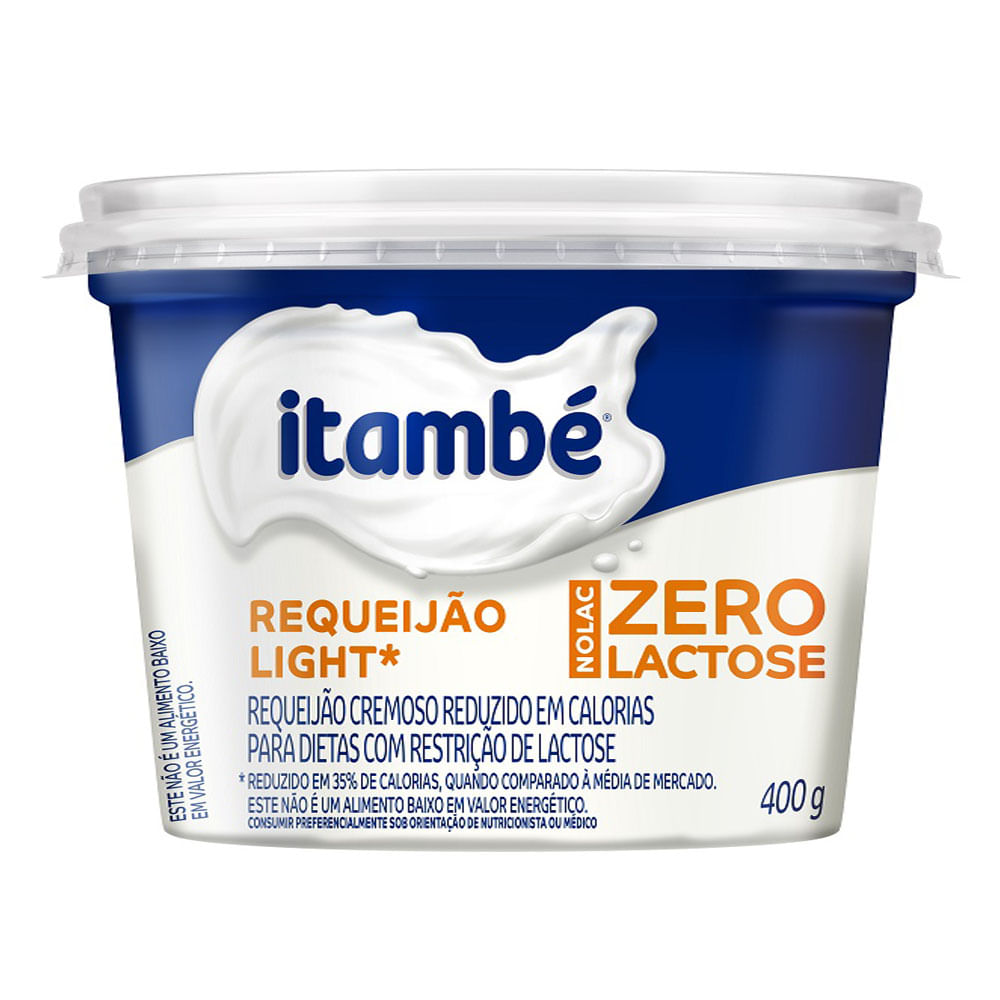 itambé®
REQUEIJÃO
LIGHT*
NOLAC
ZERO
LACTOSE
REQUEIJÃO CREMOSO REDUZIDO EM CALORIAS
PARA DIETAS COM RESTRIÇÃO DE LACTOSE
* REDUZIDO EM 35% DE CALORIAS, QUANDO COMPARADO À MÉDIA DE MERCADO.
ESTE NÃO É UM ALIMENTO BAIXO EM VALOR ENERGÉTICO.
CONSUMIR PREFERENCIALMENTE SOB ORIENTAÇÃO DE NUTRICIONISTA OU MÉDICO
400 g
ESTE NÃO É UM ALIMENTO BAIXO
EM VALOR ENERGÉTICO.